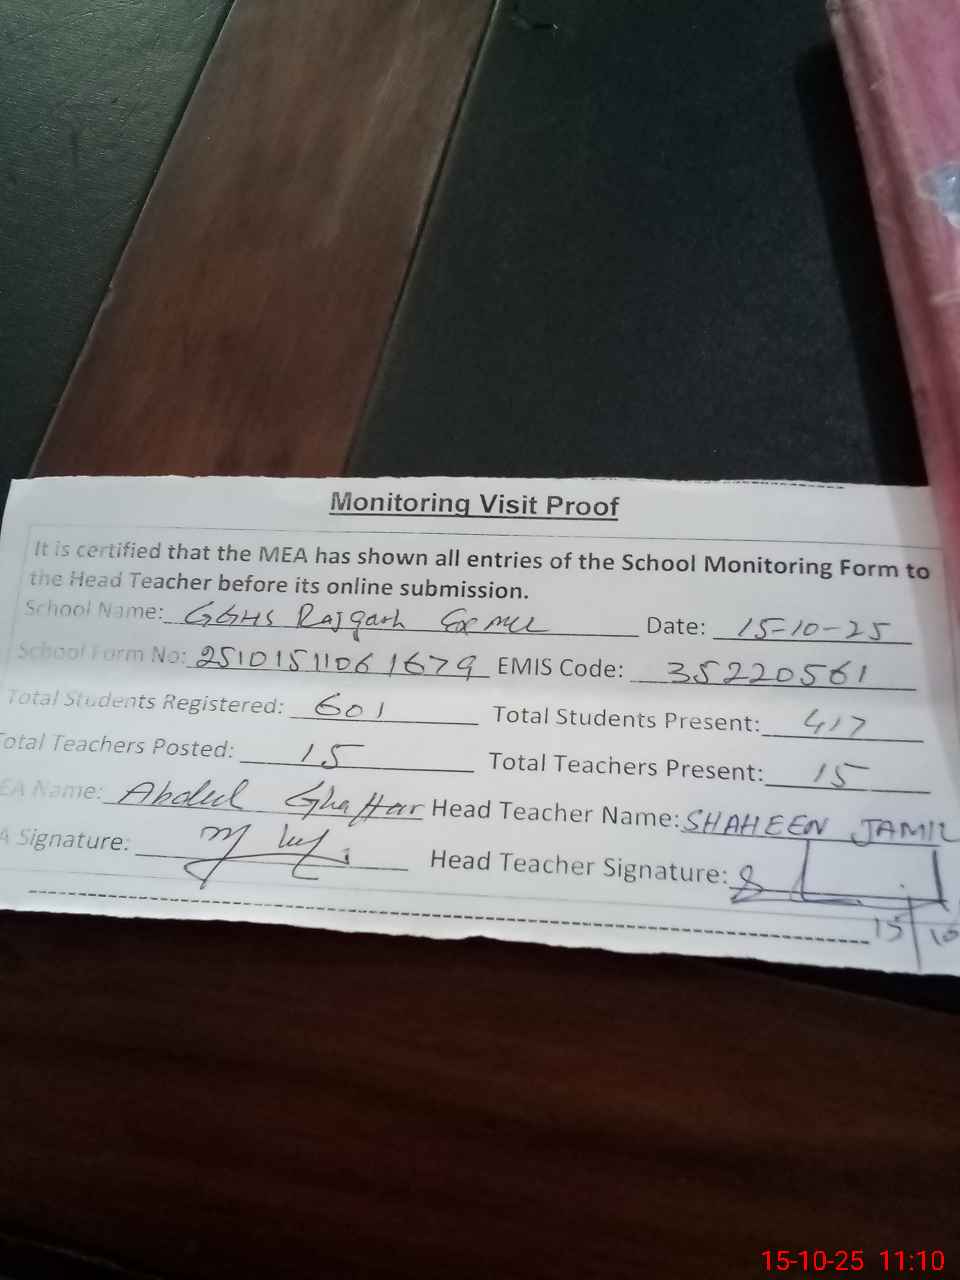 Monitoring Visit Proof
It is certified that the MEA has shown all entries of the School Monitoring Form to
the Head Teacher before its online submission.
School Name: GGHS Rajgarh Ex MCL Date: 15-10-25
School Form No: 25101511061679 EMIS Code: 35220561
Total Students Registered: 601 Total Students Present: 417
Total Teachers Posted: 15 Total Teachers Present: 15
EA Name: Abdul Ghaffar Head Teacher Name: SHAHEEN JAMIL
A Signature: Head Teacher Signature:
15/10
15-10-25 11:10